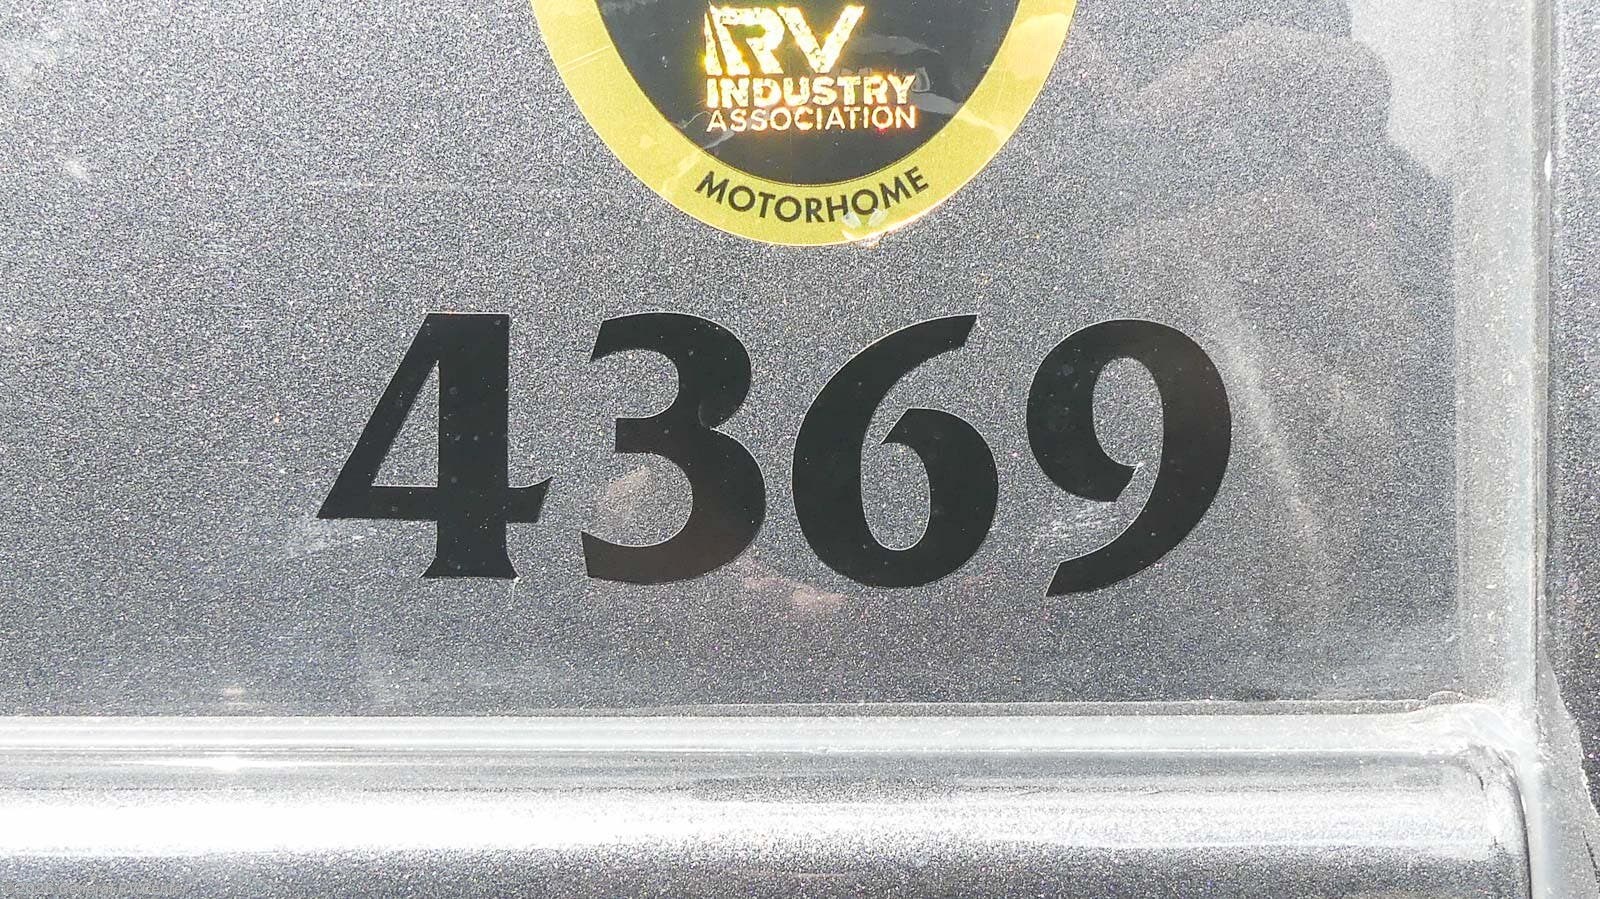 RV
INDUSTRY
ASSOCIATION
MOTORHOME
4369